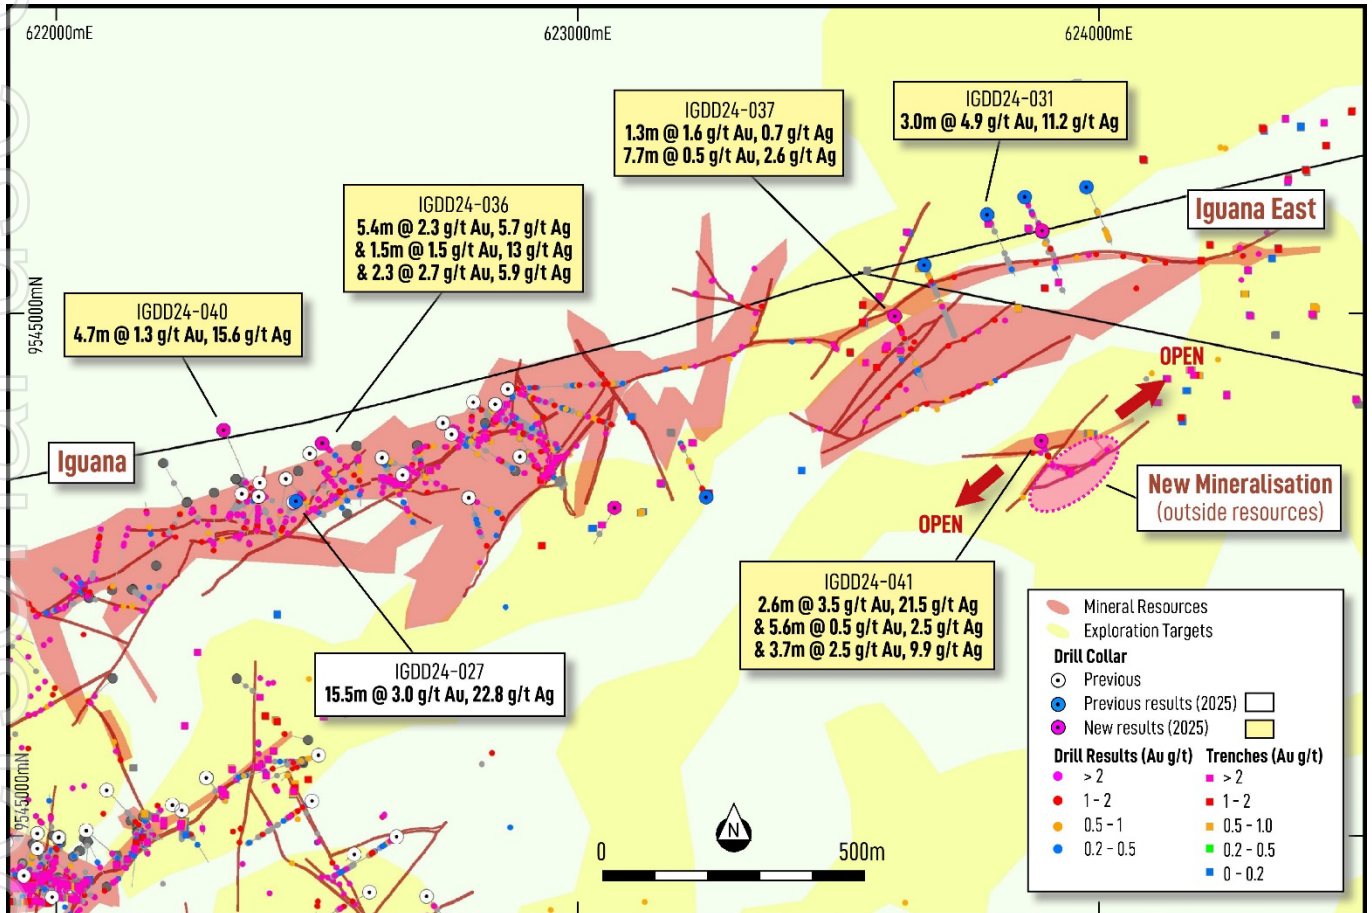 622000mE
623000mE
624000mE
IGDD24-037
1.3m @ 1.6 g/t Au, 0.7 g/t Ag
7.7m @ 0.5 g/t Au, 2.6 g/t Ag
IGDD24-031
3.0m @ 4.9 g/t Au, 11.2 g/t Ag
IGDD24-036
5.4m @ 2.3 g/t Au, 5.7 g/t Ag
& 1.5m @ 1.5 g/t Au, 13 g/t Ag
& 2.3 @ 2.7 g/t Au, 5.9 g/t Ag
Iguana East
9545000mN
IGDD24-040
4.7m @ 1.3 g/t Au, 15.6 g/t Ag
OPEN
Iguana
New Mineralisation
(outside resources)
OPEN
IGDD24-041
2.6m @ 3.5 g/t Au, 21.5 g/t Ag
& 5.6m @ 0.5 g/t Au, 2.5 g/t Ag
& 3.7m @ 2.5 g/t Au, 9.9 g/t Ag
IGDD24-027
15.5m @ 3.0 g/t Au, 22.8 g/t Ag
Mineral Resources
Exploration Targets
Drill Collar
Previous
Previous results (2025)
New results (2025)
Drill Results (Au g/t) Trenches (Au g/t)
> 2 > 2
1 - 2 1 - 2
0.5 - 1 0.5 - 1.0
0.2 - 0.5 0.2 - 0.5
0 - 0.2
9545000mN
N
0 500m